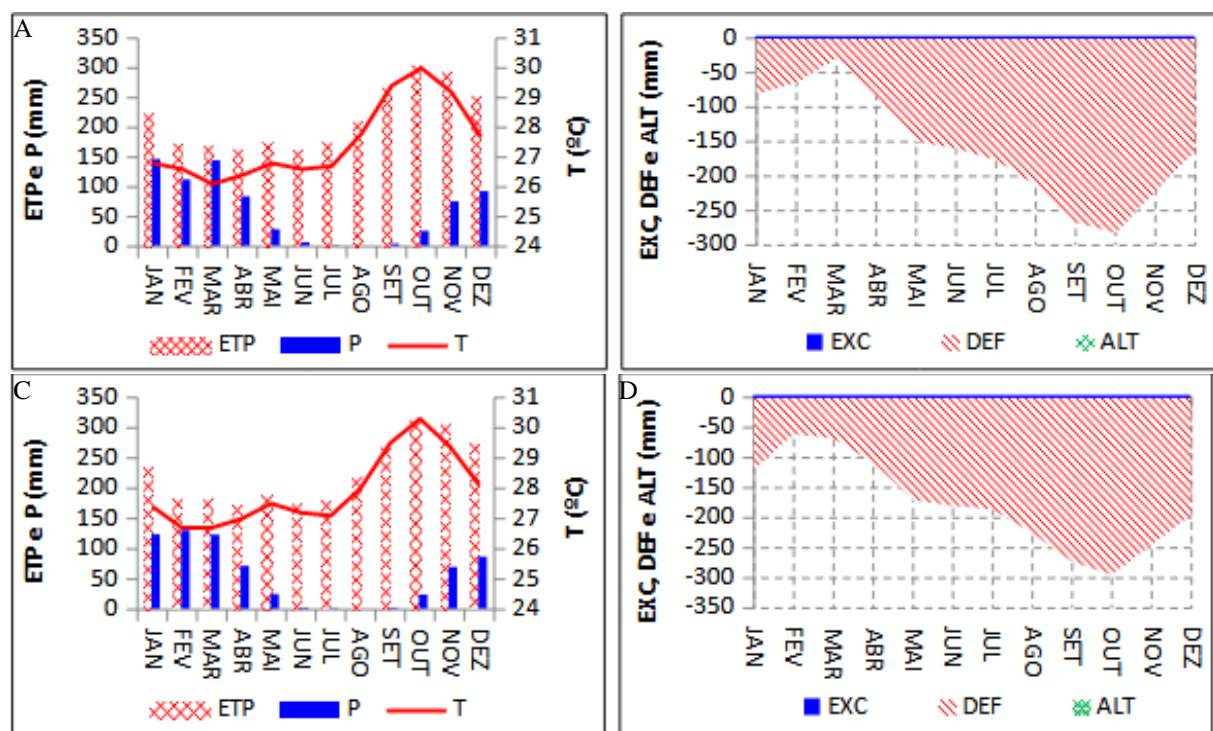 A
ETP e P (mm)
350
300
250
200
150
100
50
0
31
30
29
28
27
26
25
24
T (ºC)
JAN FEV MAR ABR MAI JUN JUL AGO SET OUT NOV DEZ
ETP P T
EXC, DEF e ALT (mm)
0
-50
-100
-150
-200
-250
-300
JAN FEV MAR ABR MAI JUN JUL AGO SET OUT NOV DEZ
EXC DEF ALT
C
ETP e P (mm)
350
300
250
200
150
100
50
0
31
30
29
28
27
26
25
24
T (ºC)
JAN FEV MAR ABR MAI JUN JUL AGO SET OUT NOV DEZ
ETP P T
D
EXC, DEF e ALT (mm)
0
-50
-100
-150
-200
-250
-300
-350
JAN FEV MAR ABR MAI JUN JUL AGO SET OUT NOV DEZ
EXC DEF ALT